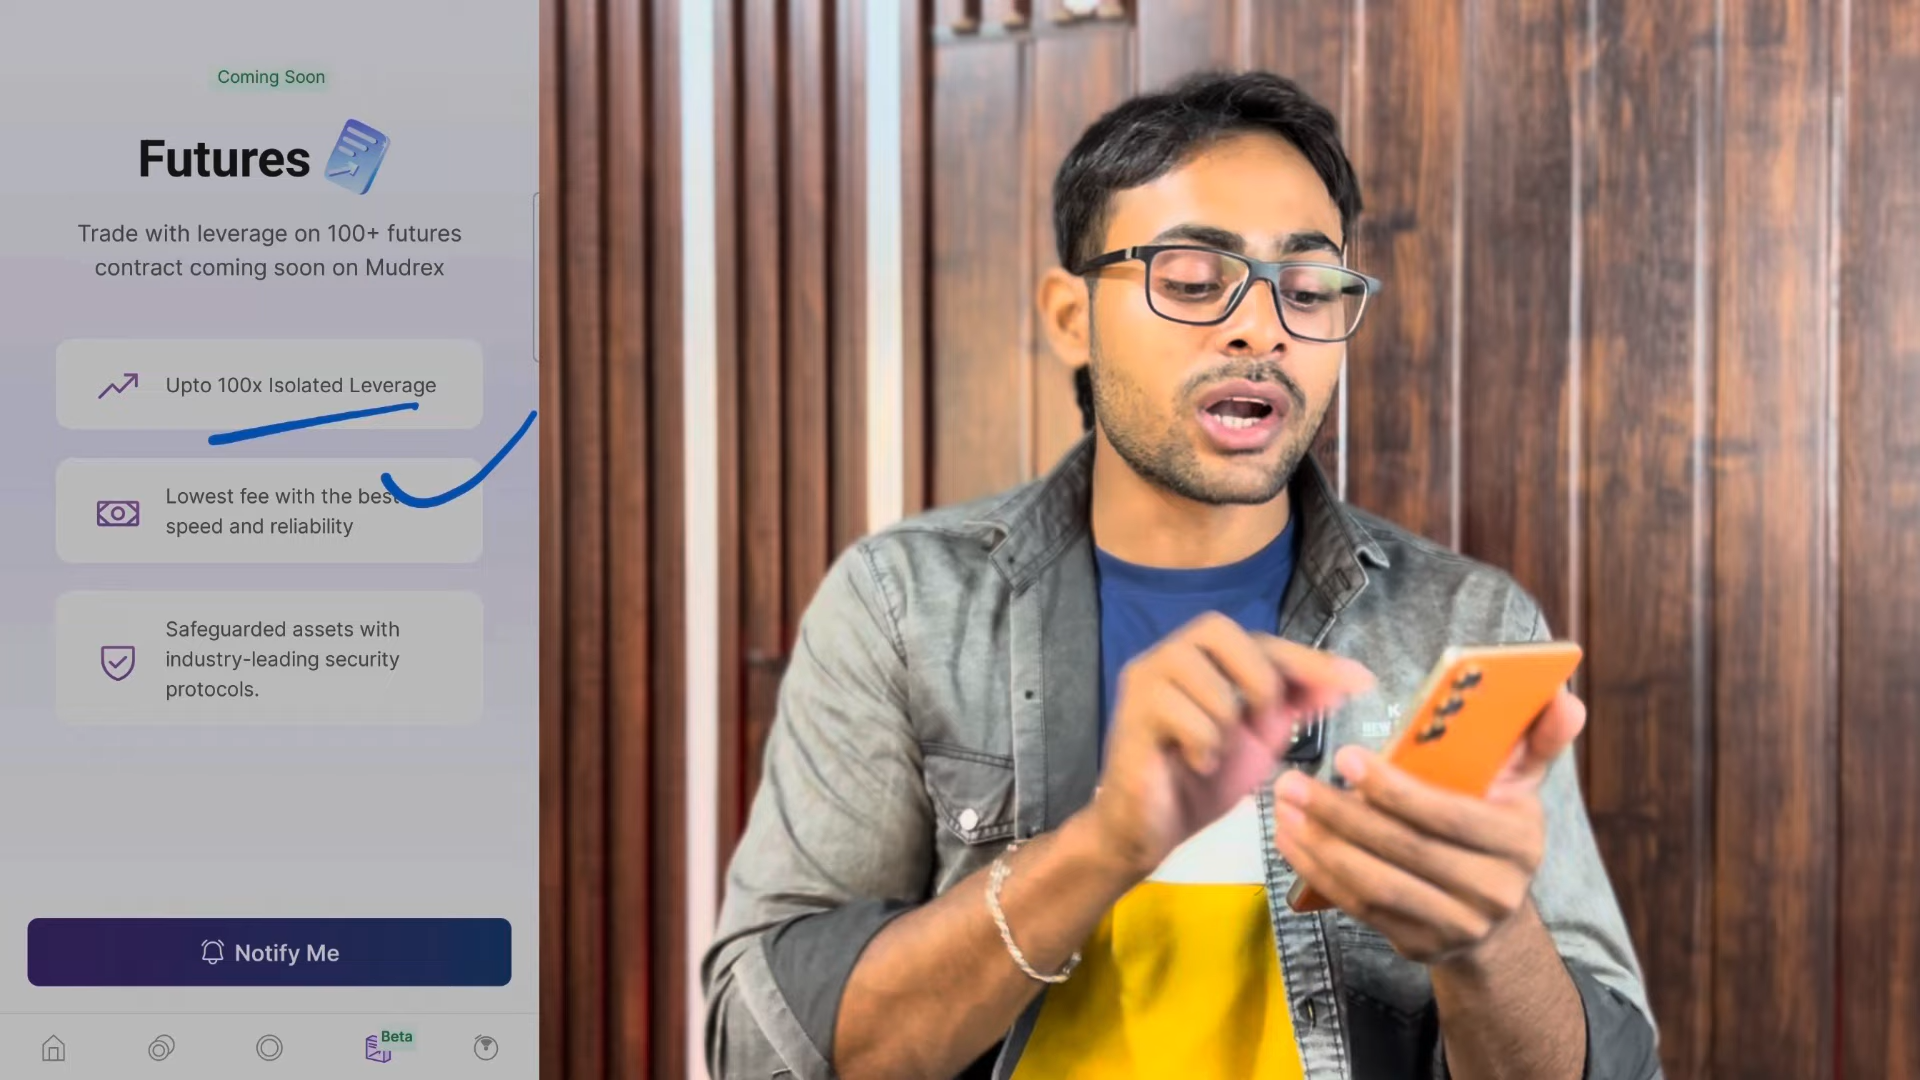 Coming Soon
Futures
Trade with leverage on 100+ futures
contract coming soon on Mudrex
Upto 100x Isolated Leverage
Lowest fee with the best
speed and reliability
Safeguarded assets with
industry-leading security
protocols.
Notify Me
Beta